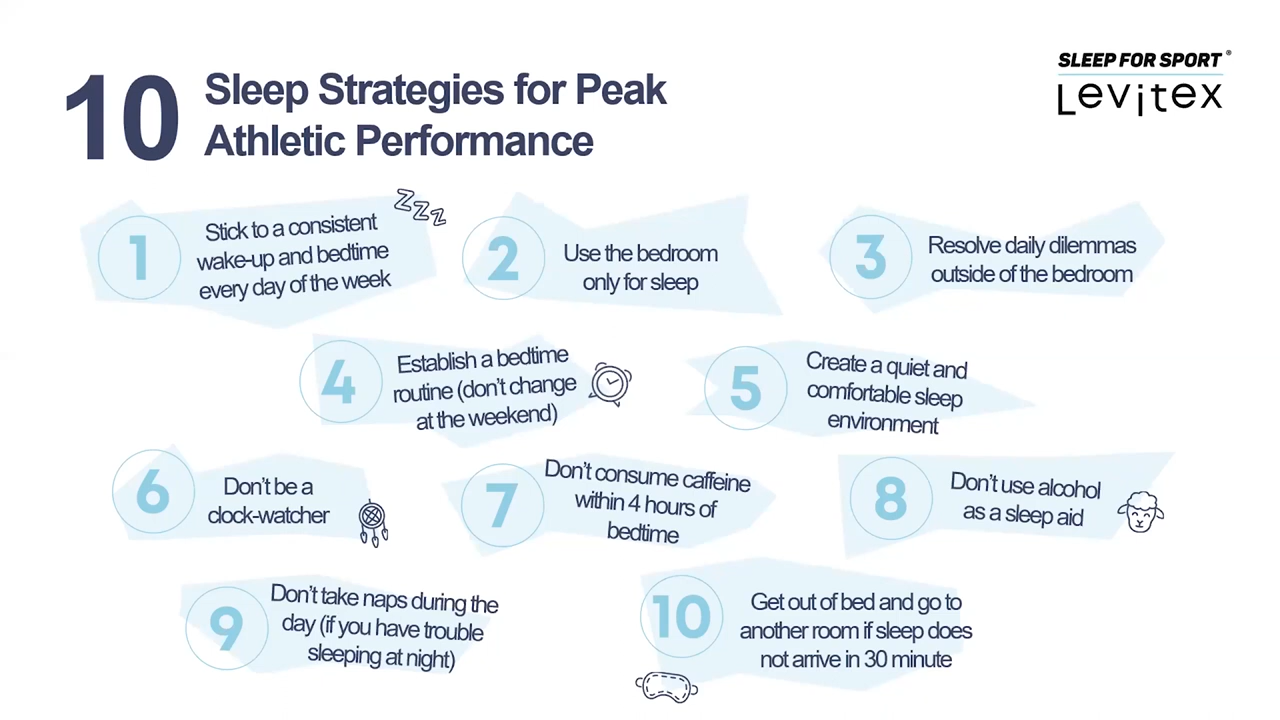 10
Sleep Strategies for Peak
Athletic Performance
SLEEP FOR SPORT®
Levitex
1
Stick to a consistent
wake-up and bedtime
every day of the week
zzz
2
Use the bedroom
only for sleep
3
Resolve daily dilemmas
outside of the bedroom
4
Establish a bedtime
routine (don't change
at the weekend)
5
Create a quiet and
comfortable sleep
environment
6
Don't be a
clock-watcher
7
Don't consume caffeine
within 4 hours of
bedtime
8
Don't use alcohol
as a sleep aid
9
Don't take naps during the
day (if you have trouble
sleeping at night)
10
Get out of bed and go to
another room if sleep does
not arrive in 30 minute